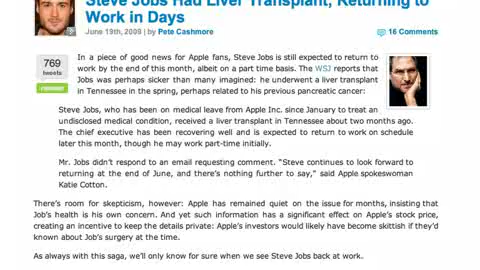 Steve Jobs Had Liver Transplant, Returning to
Work in Days
June 19th, 2009 | by Pete Cashmore
16 Comments
769
tweets
retweet
In a piece of good news for Apple fans, Steve Jobs is still expected to return to
work by the end of this month, albeit on a part time basis. The WSJ reports that
Jobs was perhaps sicker than many imagined: he underwent a liver transplant
in Tennessee in the spring, perhaps related to his previous pancreatic cancer:
Steve Jobs, who has been on medical leave from Apple Inc. since January to treat an
undisclosed medical condition, received a liver transplant in Tennessee about two months ago.
The chief executive has been recovering well and is expected to return to work on schedule
later this month, though he may work part-time initially.
Mr. Jobs didn't respond to an email requesting comment. "Steve continues to look forward to
returning at the end of June, and there's nothing further to say," said Apple spokeswoman
Katie Cotton.
There's room for skepticism, however: Apple has remained quiet on the issue for months, insisting that
Job's health is his own concern. And yet such information has a significant effect on Apple's stock price,
creating an incentive to keep the details private: Apple's investors would likely have become skittish if they'd
known about Job's surgery at the time.
As always with this saga, we'll only know for sure when we see Steve Jobs back at work.